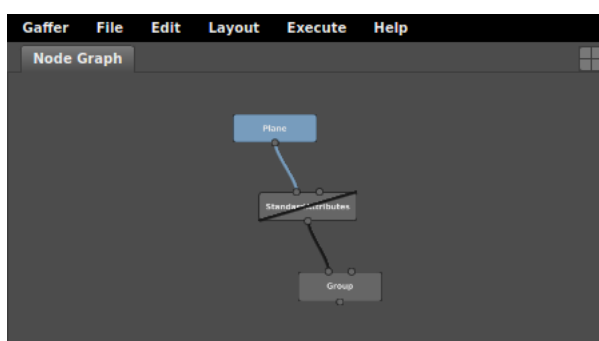 Gaffer File Edit Layout Execute Help
Node Graph
Plane
StandardAttributes
Group